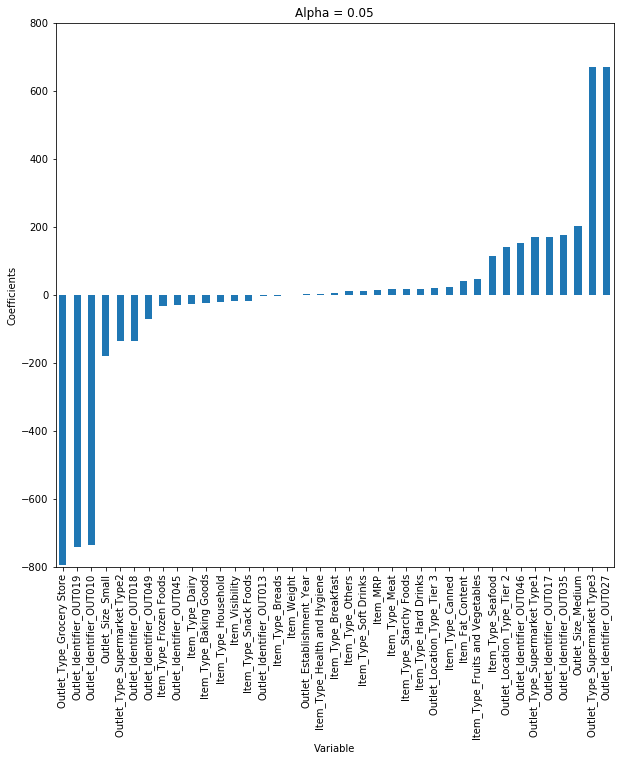 Alpha = 0.05
800
600
400
200
0
−200
−400
−600
−800
Coefficients
Outlet_Type_Grocery Store
Outlet_Identifier_OUT019
Outlet_Identifier_OUT010
Outlet_Size_Small
Outlet_Type_Supermarket Type2
Outlet_Identifier_OUT018
Outlet_Identifier_OUT049
Item_Type_Frozen Foods
Outlet_Identifier_OUT045
Item_Type_Dairy
Item_Type_Baking Goods
Item_Type_Household
Item_Visibility
Item_Type_Snack Foods
Outlet_Identifier_OUT013
Item_Type_Breads
Item_Weight
Outlet_Establishment_Year
Item_Type_Health and Hygiene
Item_Type_Breakfast
Item_Type_Others
Item_Type_Soft Drinks
Item_MRP
Item_Type_Meat
Item_Type_Starchy Foods
Item_Type_Hard Drinks
Outlet_Location_Type_Tier 3
Item_Type_Canned
Item_Fat_Content
Item_Type_Fruits and Vegetables
Item_Type_Seafood
Outlet_Location_Type_Tier 2
Outlet_Identifier_OUT046
Outlet_Type_Supermarket Type1
Outlet_Identifier_OUT017
Outlet_Identifier_OUT035
Outlet_Size_Medium
Outlet_Type_Supermarket Type3
Outlet_Identifier_OUT027
Variable